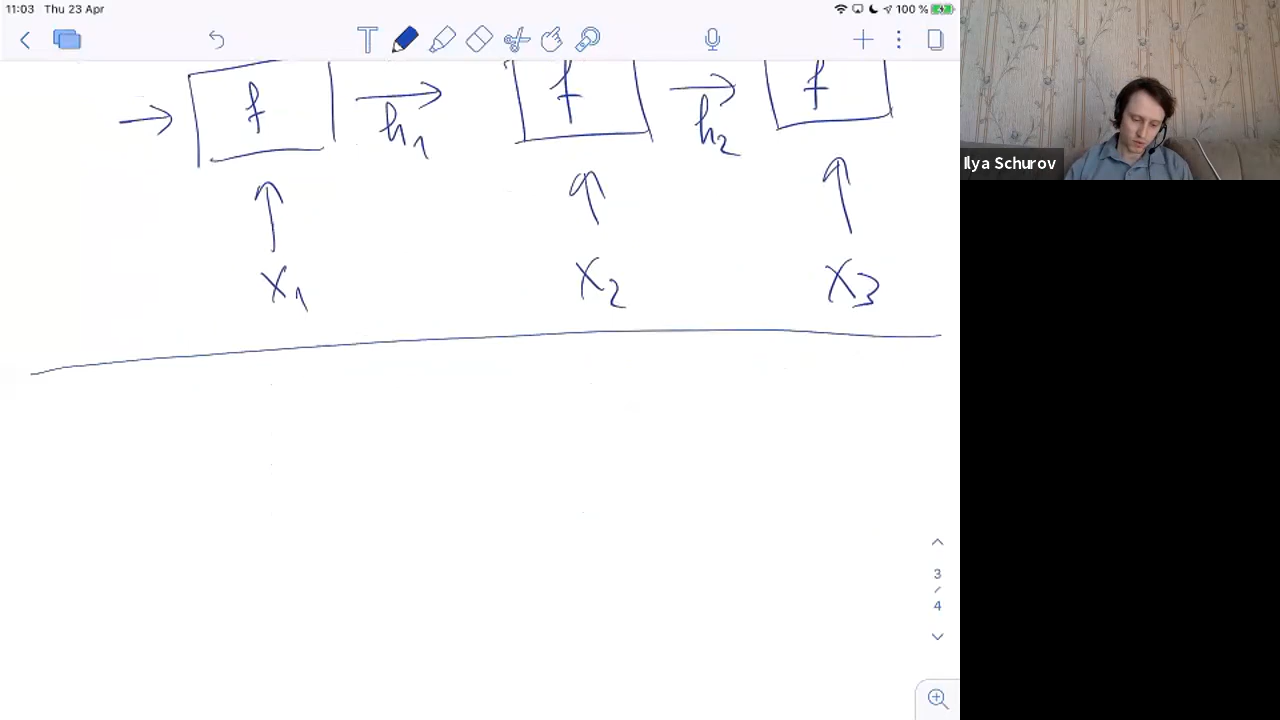 11:03 Thu 23 Apr
100 %
T
f h₁ f h₂ f
x₁ x₂ x₃
3
/
4
Ilya Schurov